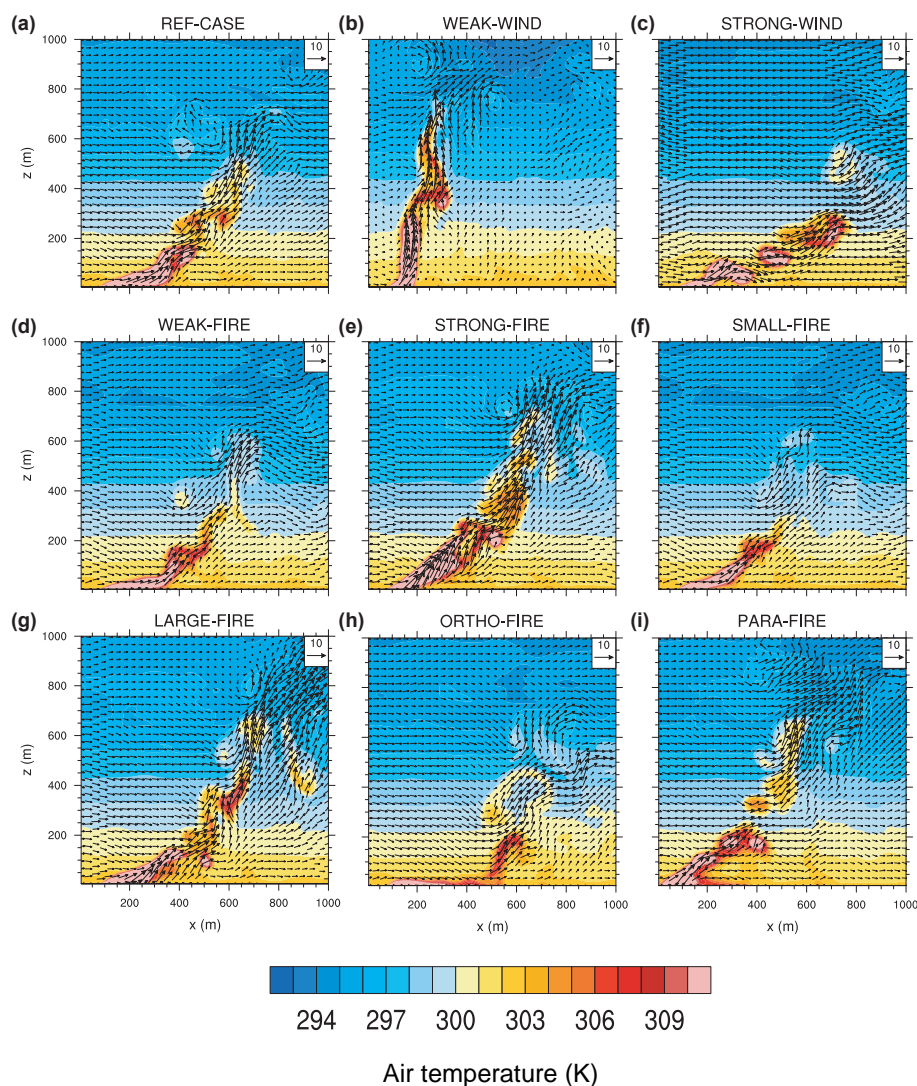 (a) REF-CASE (b) WEAK-WIND (c) STRONG-WIND
1000 10 10 10
800
z (m)
600
400
200
(d) WEAK-FIRE (e) STRONG-FIRE (f) SMALL-FIRE
1000 10 10 10
800
z (m)
600
400
200
(g) LARGE-FIRE (h) ORTHO-FIRE (i) PARA-FIRE
1000 10 10 10
800
z (m)
600
400
200
200 400 600 800 1000 200 400 600 800 1000 200 400 600 800 1000
x (m) x (m) x (m)
294 297 300 303 306 309
Air temperature (K)